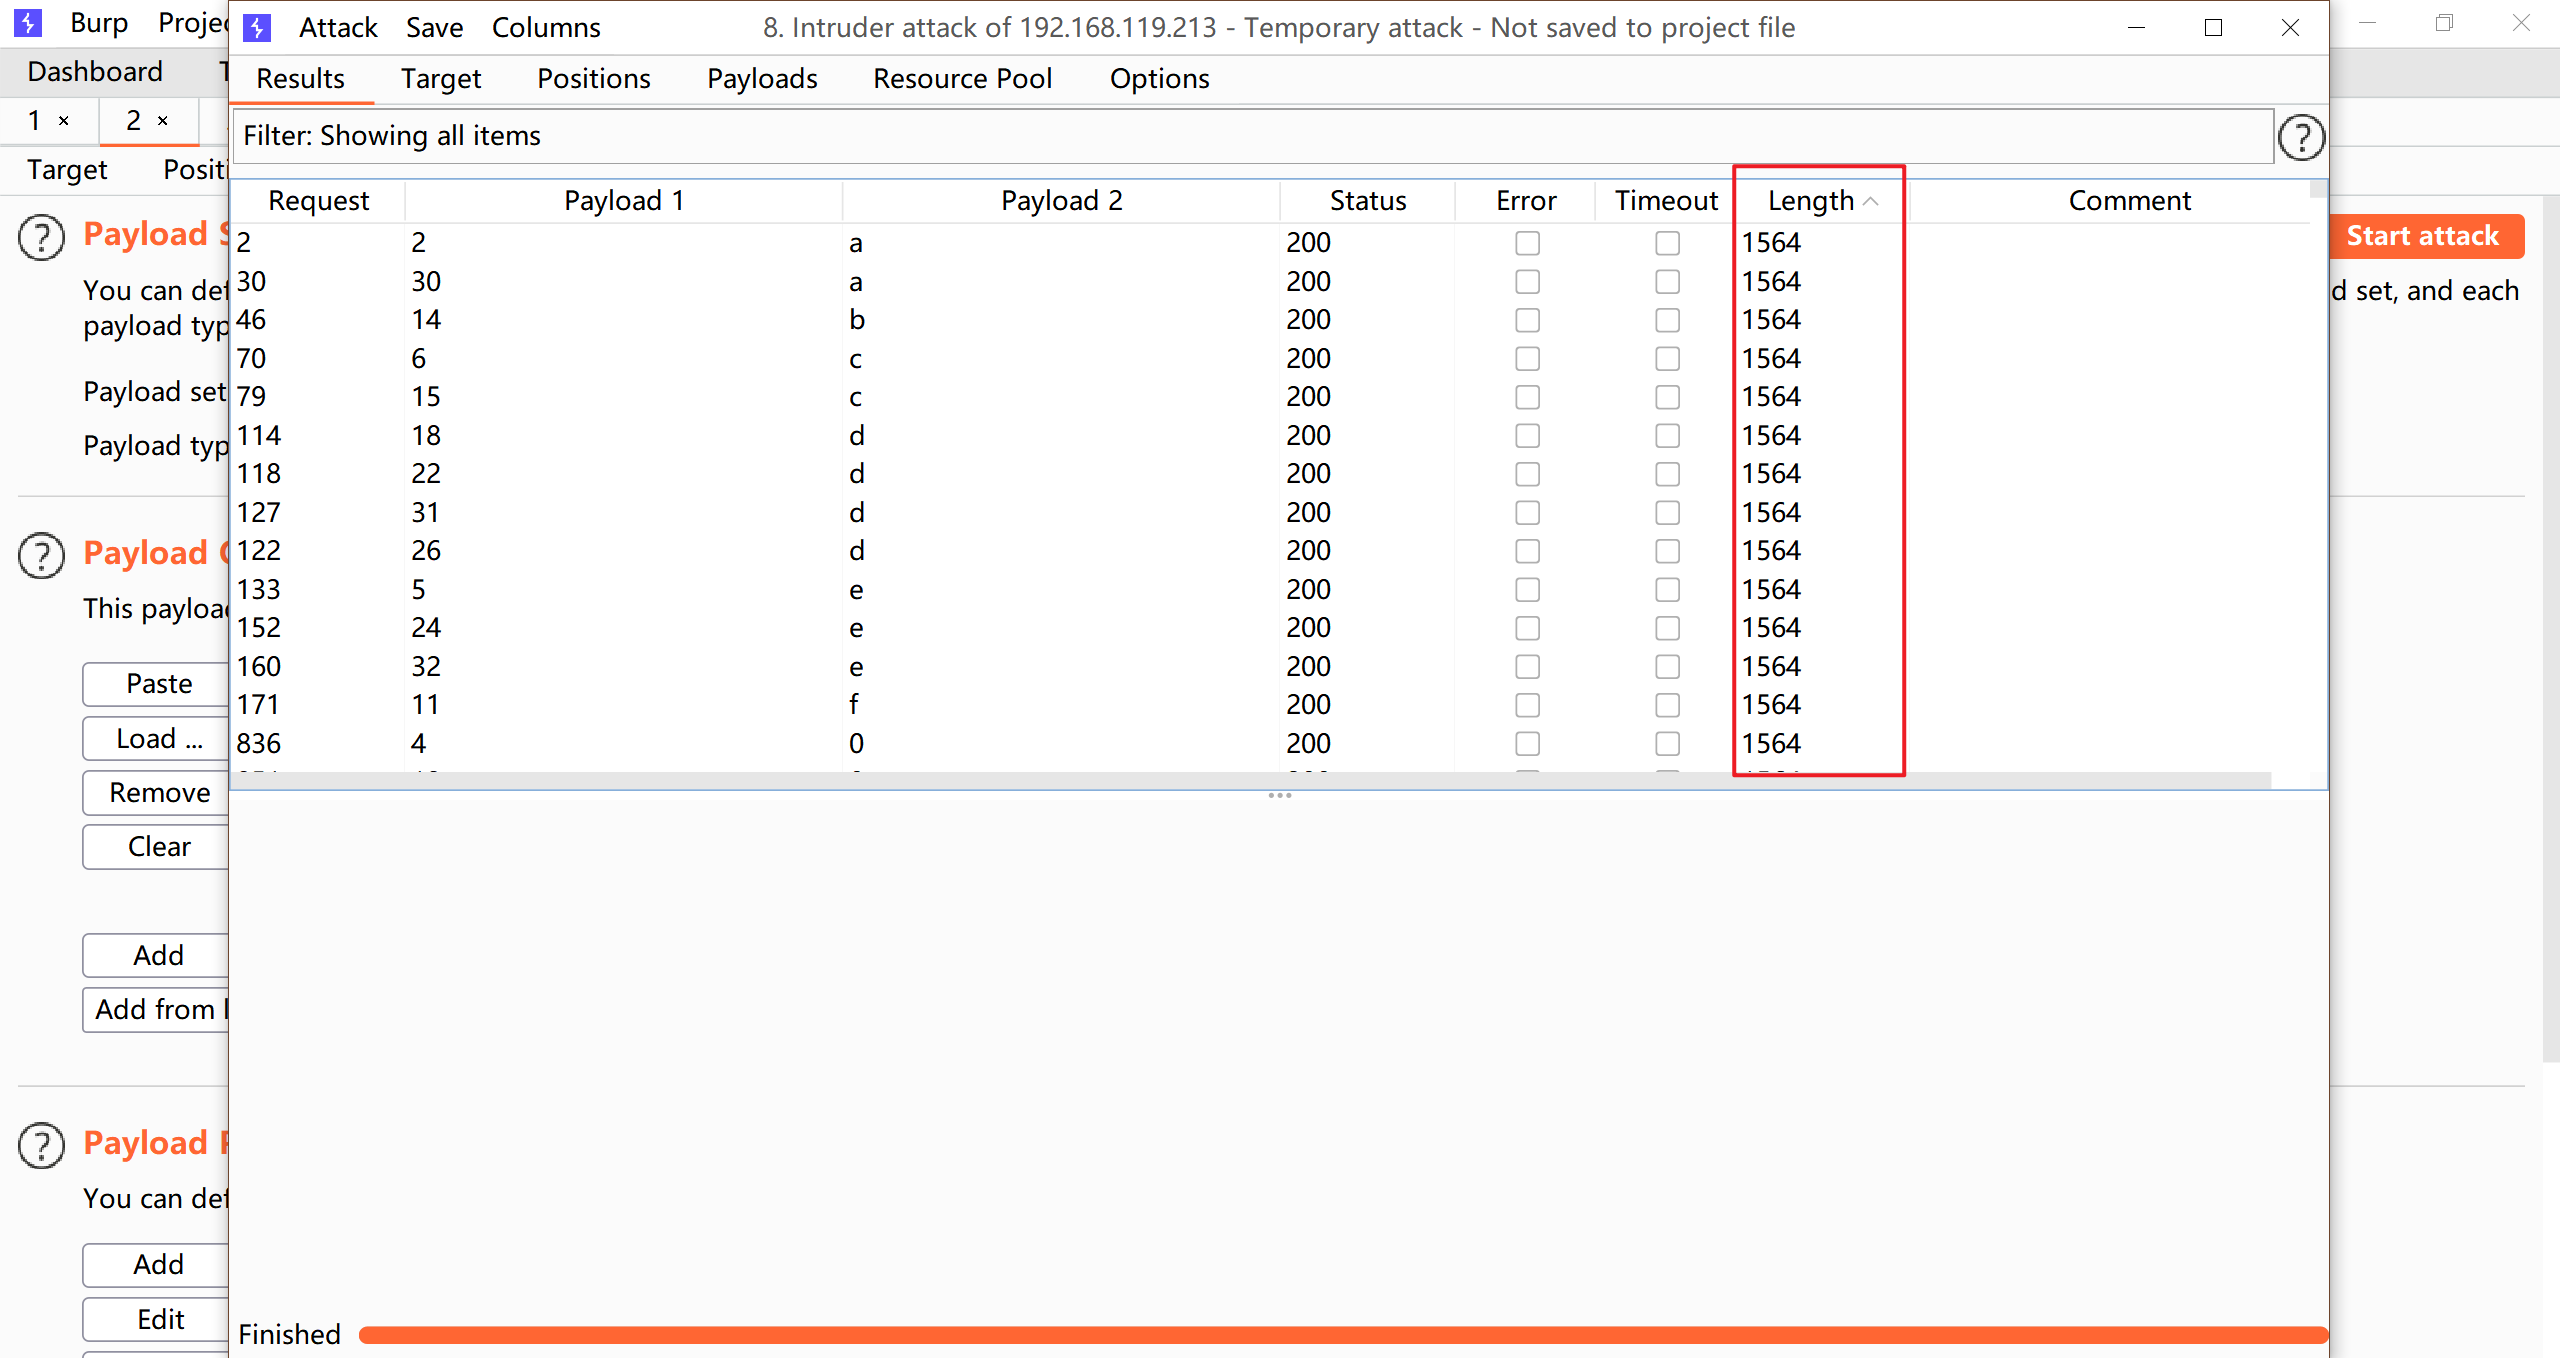 Burp Projec
Attack Save Columns
8. Intruder attack of 192.168.119.213 - Temporary attack - Not saved to project file
Dashboard T
Results Target Positions Payloads Resource Pool Options
1 × 2 ×
Filter: Showing all items
Target Positi
Request Payload 1 Payload 2 Status Error Timeout Length Comment
2 2 a 200 1564
30 30 a 200 1564
46 14 b 200 1564
70 6 c 200 1564
79 15 c 200 1564
114 18 d 200 1564
118 22 d 200 1564
127 31 d 200 1564
122 26 d 200 1564
133 5 e 200 1564
152 24 e 200 1564
160 32 e 200 1564
171 11 f 200 1564
836 4 0 200 1564
Payload S
Start attack
You can def
d set, and each
payload typ
Payload set
Payload typ
Payload
This payloa
Paste
Load ...
Remove
Clear
Add
Add from l
Payload P
You can def
Add
Edit
Finished